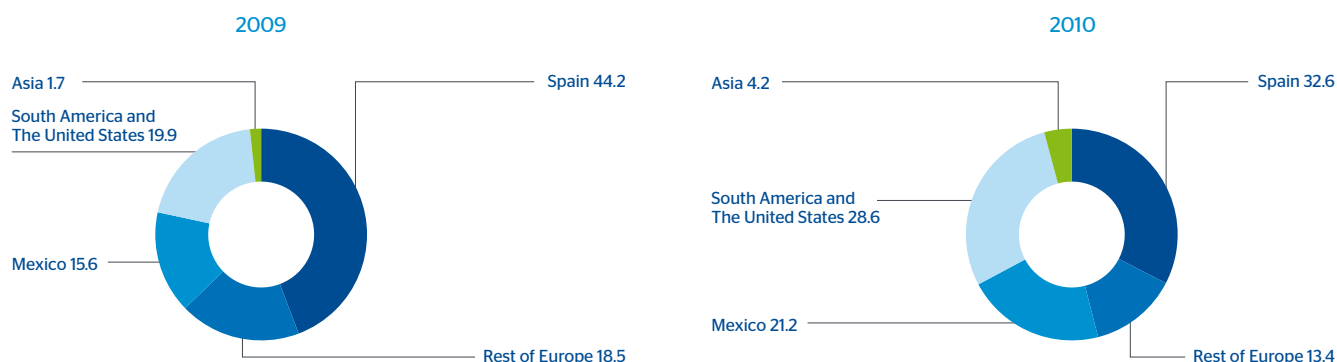 2009
Asia 1.7
Spain 44.2
South America and
The United States 19.9
Mexico 15.6
Rest of Europe 18.5
2010
Asia 4.2
Spain 32.6
South America and
The United States 28.6
Mexico 21.2
Rest of Europe 13.4